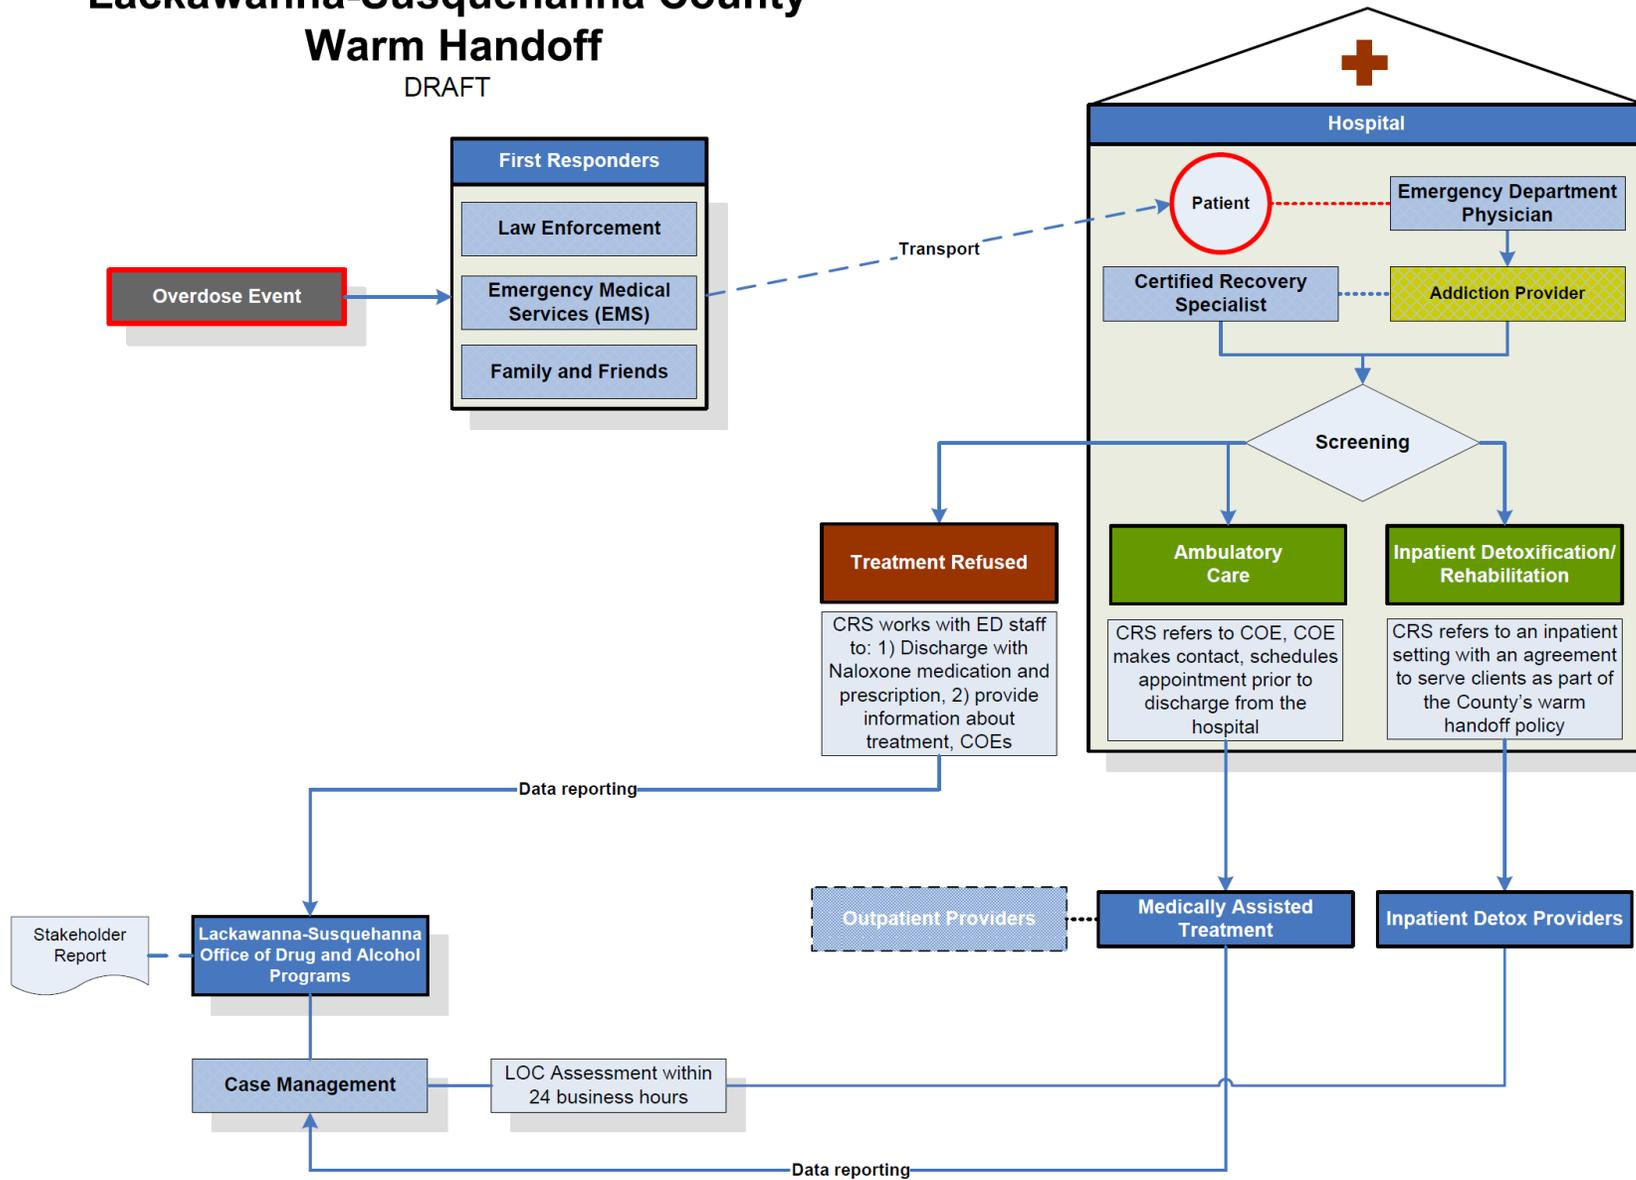 Lackawanna-Susquehanna County
Warm Handoff
DRAFT
Hospital
First Responders
Law Enforcement
Emergency Medical
Services (EMS)
Family and Friends
Overdose Event
Transport
Patient
Emergency Department
Physician
Certified Recovery
Specialist
Addiction Provider
Screening
Treatment Refused
Ambulatory
Care
Inpatient Detoxification/
Rehabilitation
CRS works with ED staff
to: 1) Discharge with
Naloxone medication and
prescription, 2) provide
information about
treatment, COEs
CRS refers to COE, COE
makes contact, schedules
appointment prior to
discharge from the
hospital
CRS refers to an inpatient
setting with an agreement
to serve clients as part of
the County's warm
handoff policy
Data reporting
Stakeholder
Report
Lackawanna-Susquehanna
Office of Drug and Alcohol
Programs
Outpatient Providers
Medically Assisted
Treatment
Inpatient Detox Providers
Case Management
LOC Assessment within
24 business hours
Data reporting